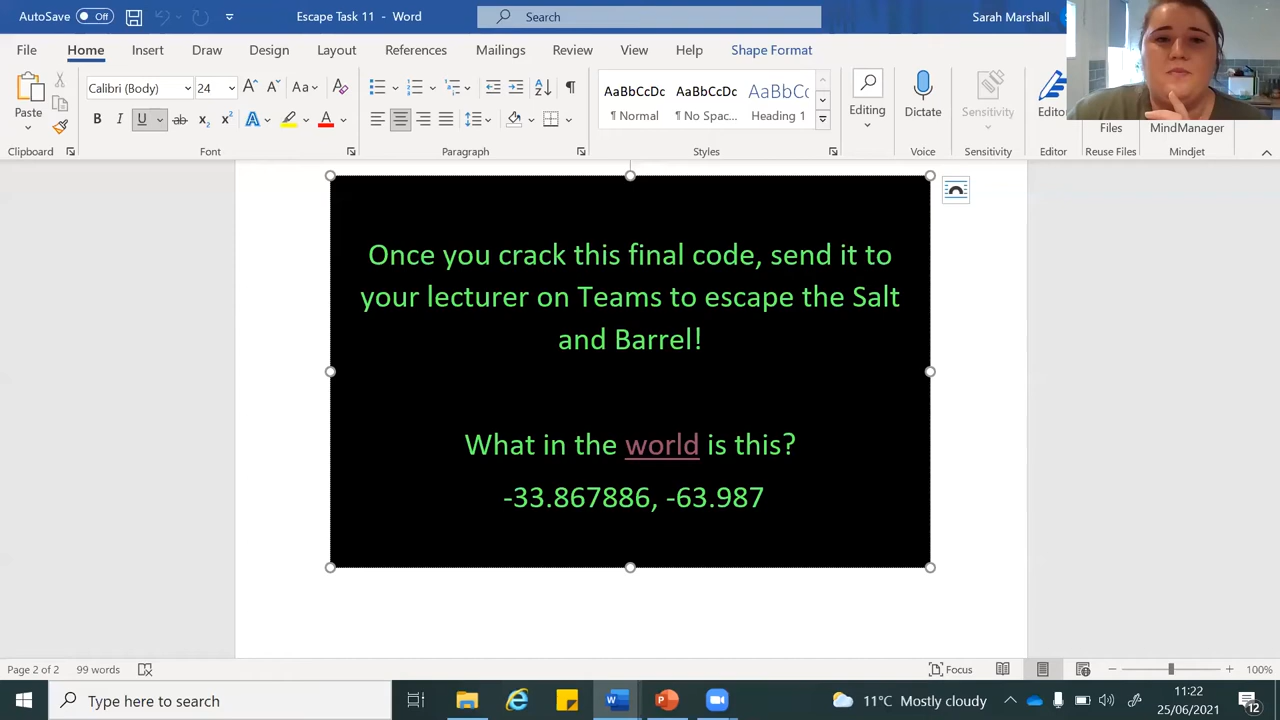 AutoSave Off Escape Task 11 - Word Search Sarah Marshall
File Home Insert Draw Design Layout References Mailings Review View Help Shape Format
Paste Calibri (Body) 24 AaBbCcDc AaBbCcDc AaBbCc Editing Dictate Sensitivity Editor
¶ Normal ¶ No Spac... Heading 1 Files MindManager
Clipboard Font Paragraph Styles Voice Sensitivity Editor Reuse Files Mindjet
Once you crack this final code, send it to
your lecturer on Teams to escape the Salt
and Barrel!
What in the world is this?
-33.867886, -63.987
Page 2 of 2 99 words Focus 100%
Type here to search 11°C Mostly cloudy 11:22
25/06/2021 12